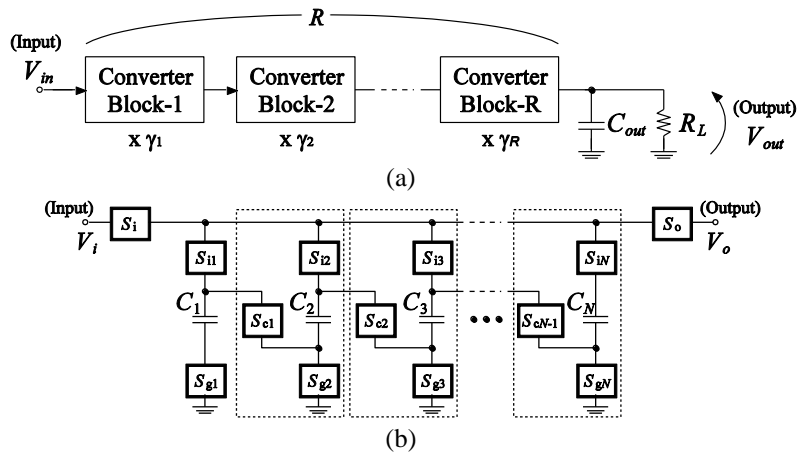 R
(Input)
V_in
Converter
Block-1
Converter
Block-2
Converter
Block-R
x γ1
x γ2
x γR
C_out
R_L
(Output)
V_out
(a)
(Input)
V_i
S_i
S_o
(Output)
V_o
S_i1
S_i2
S_i3
S_iN
C_1
S_c1
C_2
S_c2
C_3
S_cN-1
C_N
S_g1
S_g2
S_g3
S_gN
(b)